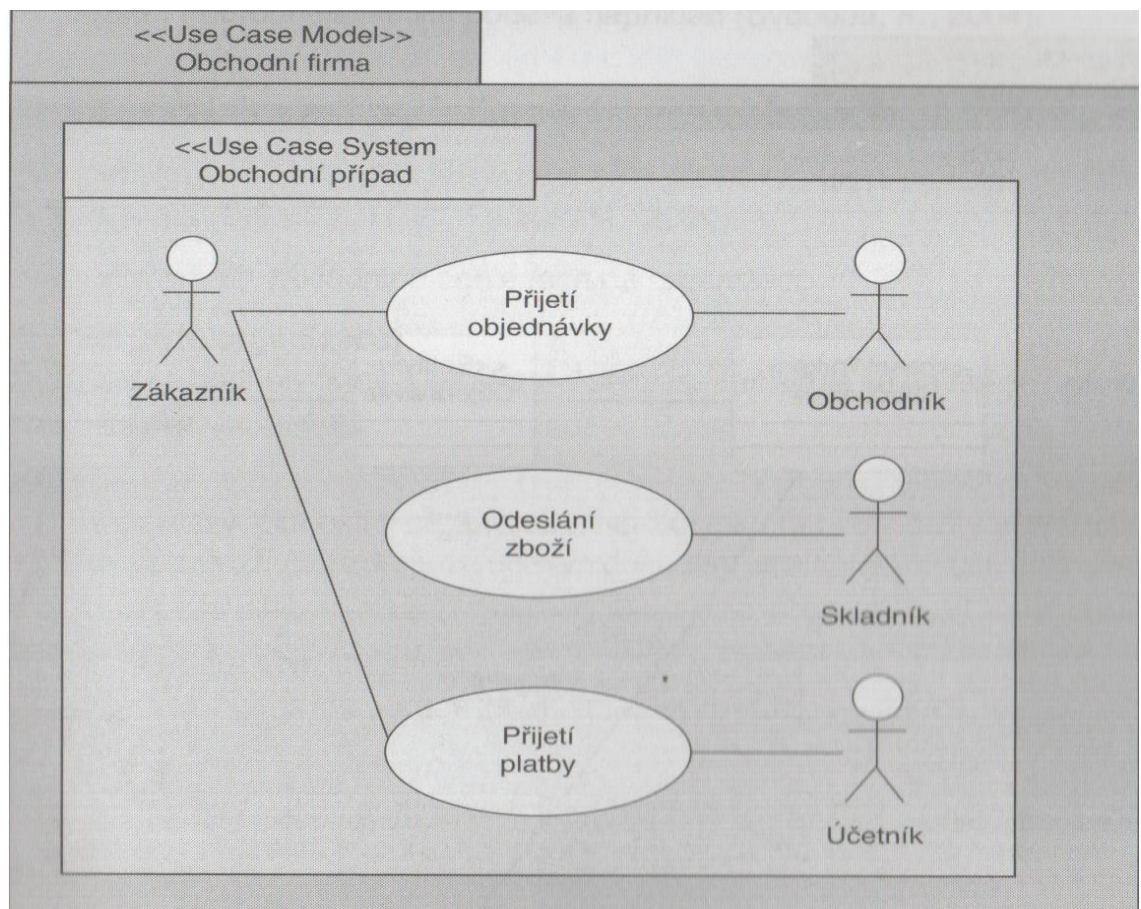 <<Use Case Model>>
Obchodní firma
<<Use Case System
Obchodní případ
Přijetí
objednávky
Zákazník
Obchodník
Odeslání
zboží
Skladník
Přijetí
platby
Účetník